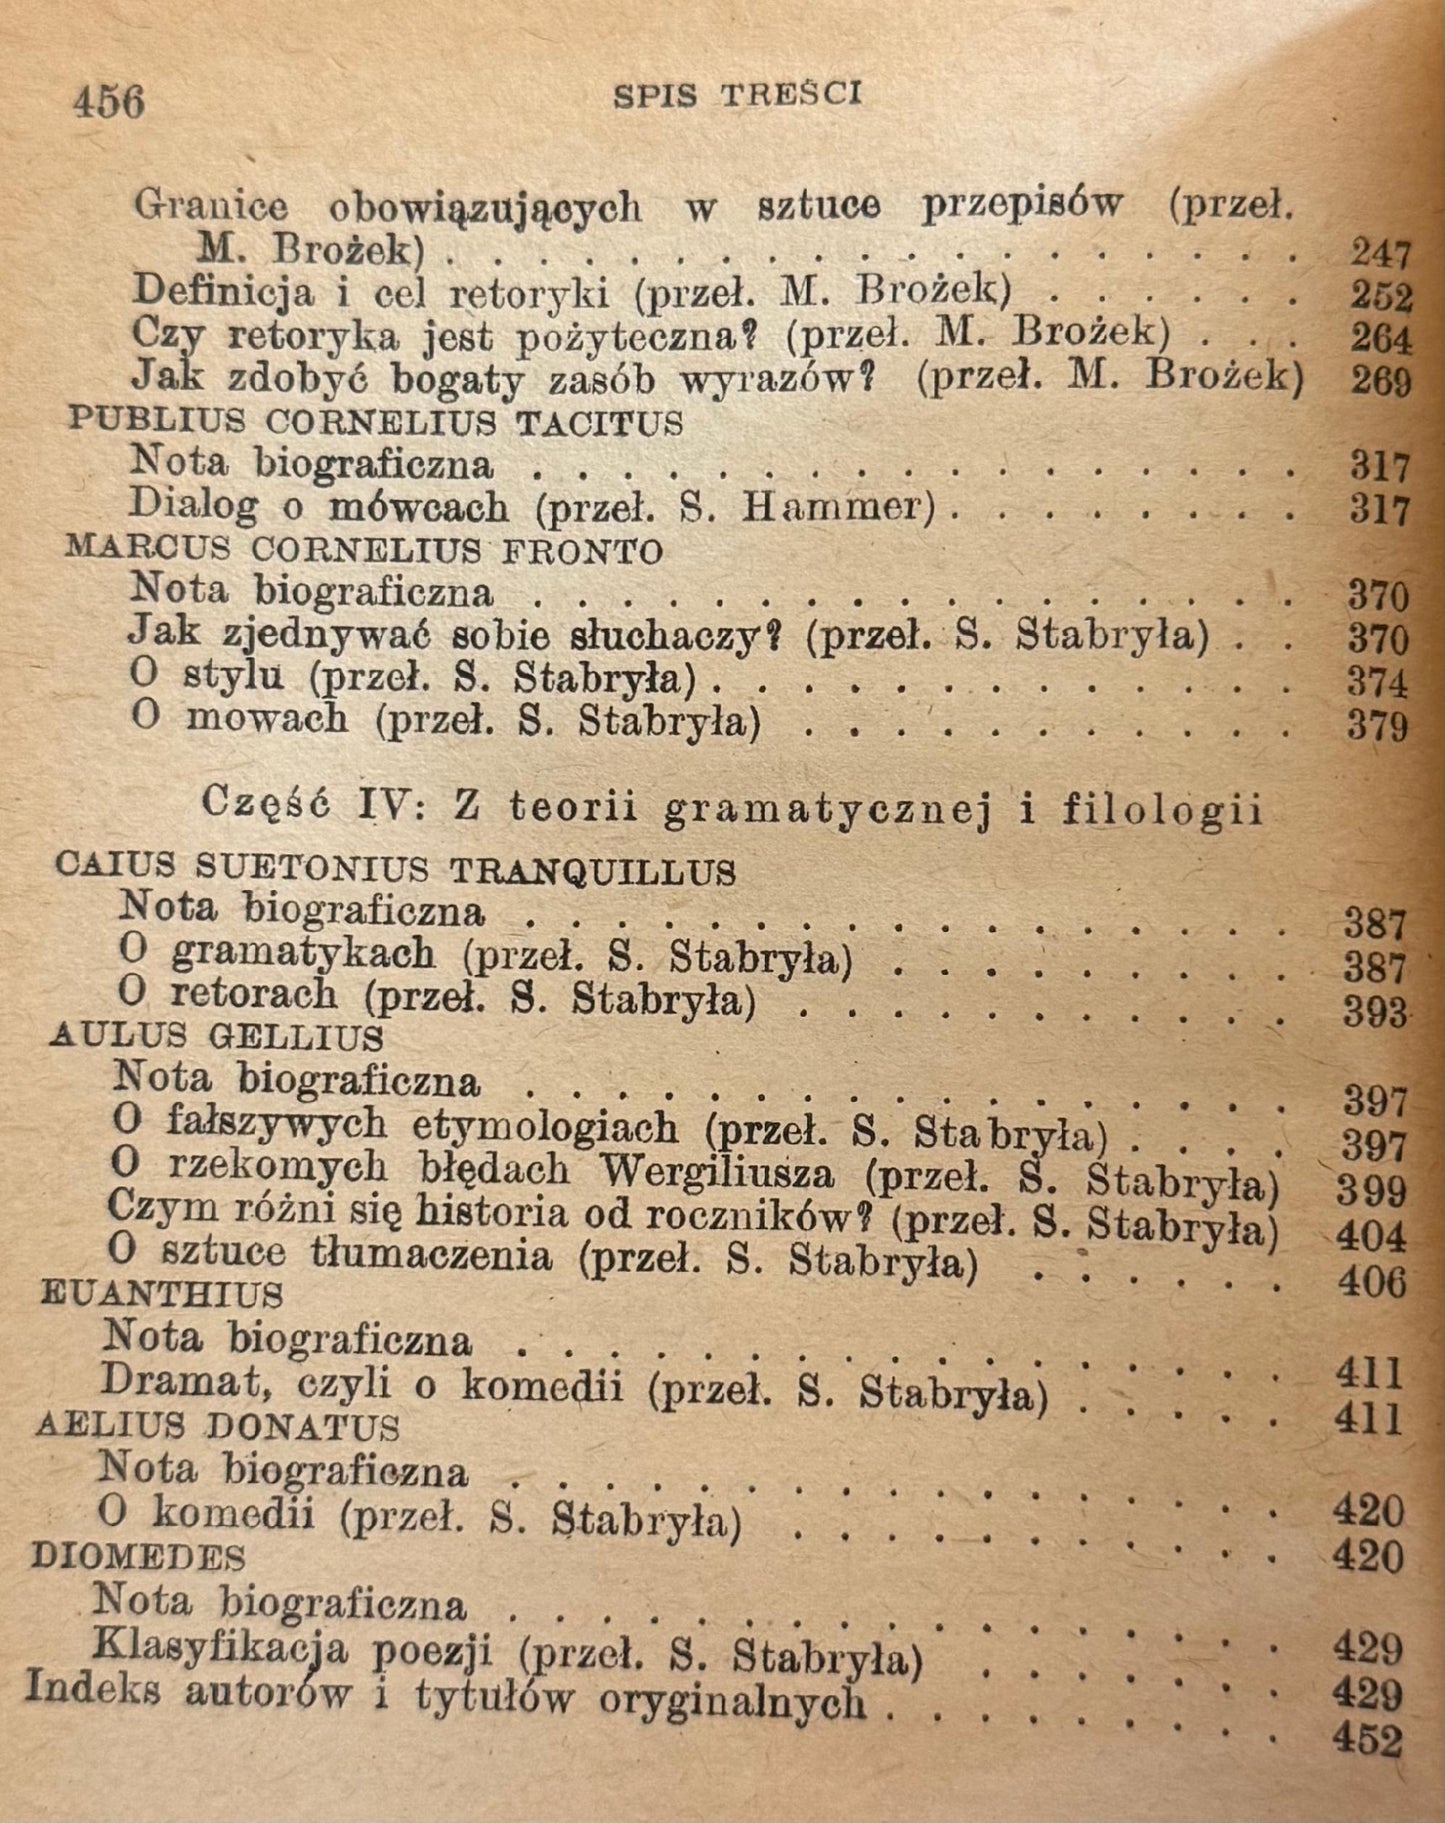 456 SPIS TREŚCI
Granice obowiązujących w sztuce przepisów (przeł.
M. Brożek) . . . . . . . . . . . . . . . . . . . 247
Definicja i cel retoryki (przeł. M. Brożek) . . . . . . 252
Czy retoryka jest pożyteczna? (przeł. M. Brożek) . . . 264
Jak zdobyć bogaty zasób wyrazów? (przeł. M. Brożek) 269
PUBLIUS CORNELIUS TACITUS
Nota biograficzna . . . . . . . . . . . . . . . . . 317
Dialog o mówcach (przeł. S. Hammer) . . . . . . . . 317
MARCUS CORNELIUS FRONTO
Nota biograficzna . . . . . . . . . . . . . . . . . 370
Jak zjednywać sobie słuchaczy? (przeł. S. Stabryła) . . 370
O stylu (przeł. S. Stabryła) . . . . . . . . . . . . . 374
O mowach (przeł. S. Stabryła) . . . . . . . . . . . 379
Część IV: Z teorii gramatycznej i filologii
CAIUS SUETONIUS TRANQUILLUS
Nota biograficzna . . . . . . . . . . . . . . . . . 387
O gramatykach (przeł. S. Stabryła) . . . . . . . . . 387
O retorach (przeł. S. Stabryła) . . . . . . . . . . . 393
AULUS GELLIUS
Nota biograficzna . . . . . . . . . . . . . . . . . 397
O fałszywych etymologiach (przeł. S. Stabryła) . . . . 397
O rzekomych błędach Wergiliusza (przeł. S. Stabryła) 399
Czym różni się historia od roczników? (przeł. S. Stabryła) 404
O sztuce tłumaczenia (przeł. S. Stabryła) . . . . . . 406
EUANTHIUS
Nota biograficzna . . . . . . . . . . . . . . . . . 411
Dramat, czyli o komedii (przeł. S. Stabryła) . . . . . 411
AELIUS DONATUS
Nota biograficzna . . . . . . . . . . . . . . . . . 420
O komedii (przeł. S. Stabryła) . . . . . . . . . . . 420
DIOMEDES
Nota biograficzna . . . . . . . . . . . . . . . . . 429
Klasyfikacja poezji (przeł. S. Stabryła) . . . . . . . 429
Indeks autorów i tytułów oryginalnych . . . . . . . . . 452